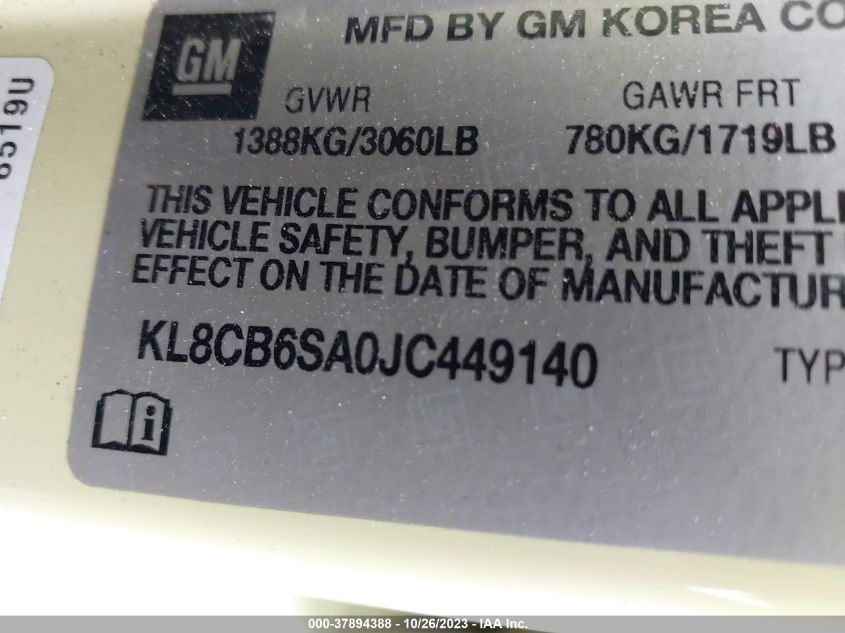 GM
MFD BY GM KOREA CO
GVWR GAWR FRT
1388KG/3060LB 780KG/1719LB
THIS VEHICLE CONFORMS TO ALL APPLI
VEHICLE SAFETY, BUMPER, AND THEFT
EFFECT ON THE DATE OF MANUFACTUR
KL8CB6SA0JC449140 TYP
i
6519U
000-37894388 - 10/26/2023 - IAA Inc.